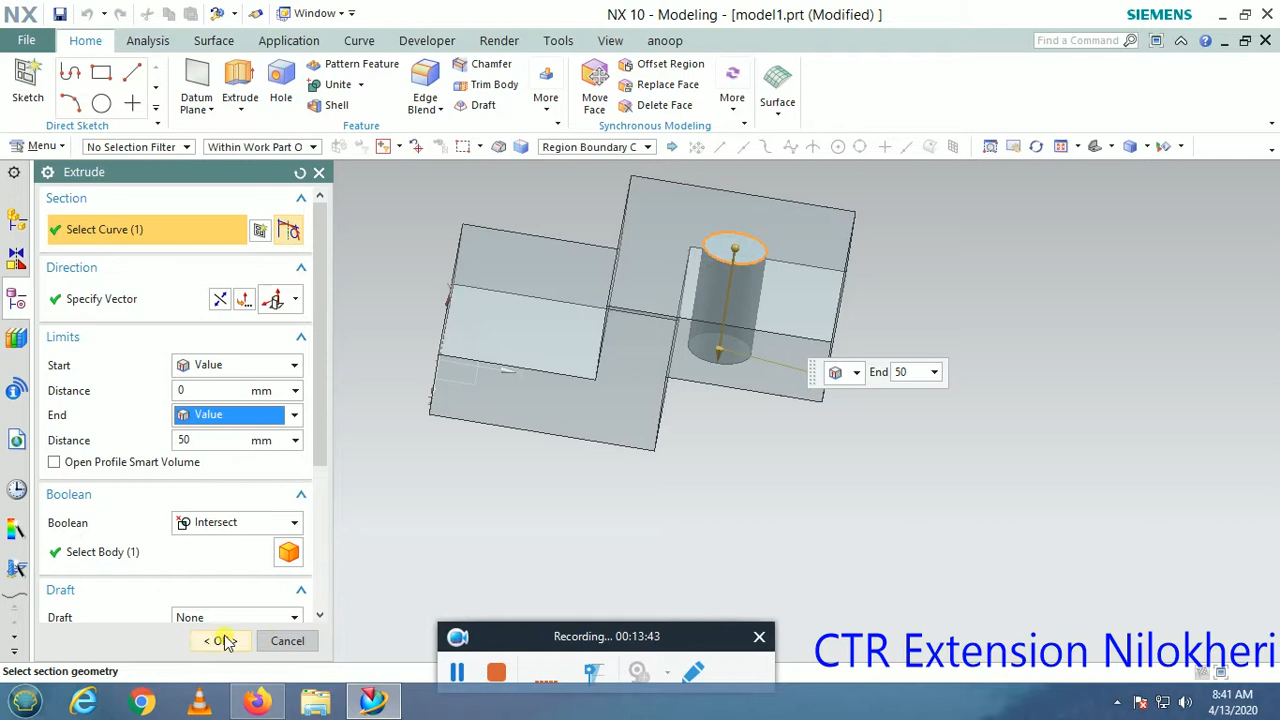 NX Window NX 10 - Modeling - [model1.prt (Modified) ] SIEMENS
File Home Analysis Surface Application Curve Developer Render Tools View anoop Find a Command
Sketch
Direct Sketch
Datum Plane
Extrude
Hole
Pattern Feature
Unite
Shell
Edge Blend
Chamfer
Trim Body
Draft
More
Feature
Move Face
Offset Region
Replace Face
Delete Face
More
Synchronous Modeling
Surface
Menu No Selection Filter Within Work Part O Region Boundary C
Extrude
Section
Select Curve (1)
Direction
Specify Vector
Limits
Start Value
Distance 0 mm
End Value
Distance 50 mm
Open Profile Smart Volume
Boolean
Boolean Intersect
Select Body (1)
Draft
Draft None
Cancel
End 50
Recording... 00:13:43
CTR Extension Nilokheri
Select section geometry
8:41 AM
4/13/2020